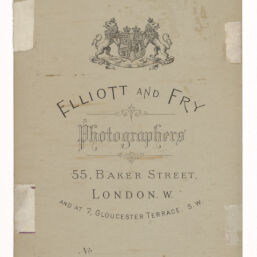 ELLIOTT AND FRY
Photographers
55, BAKER STREET,
LONDON. W.
AND AT 7, GLOUCESTER TERRACE S.W.
No